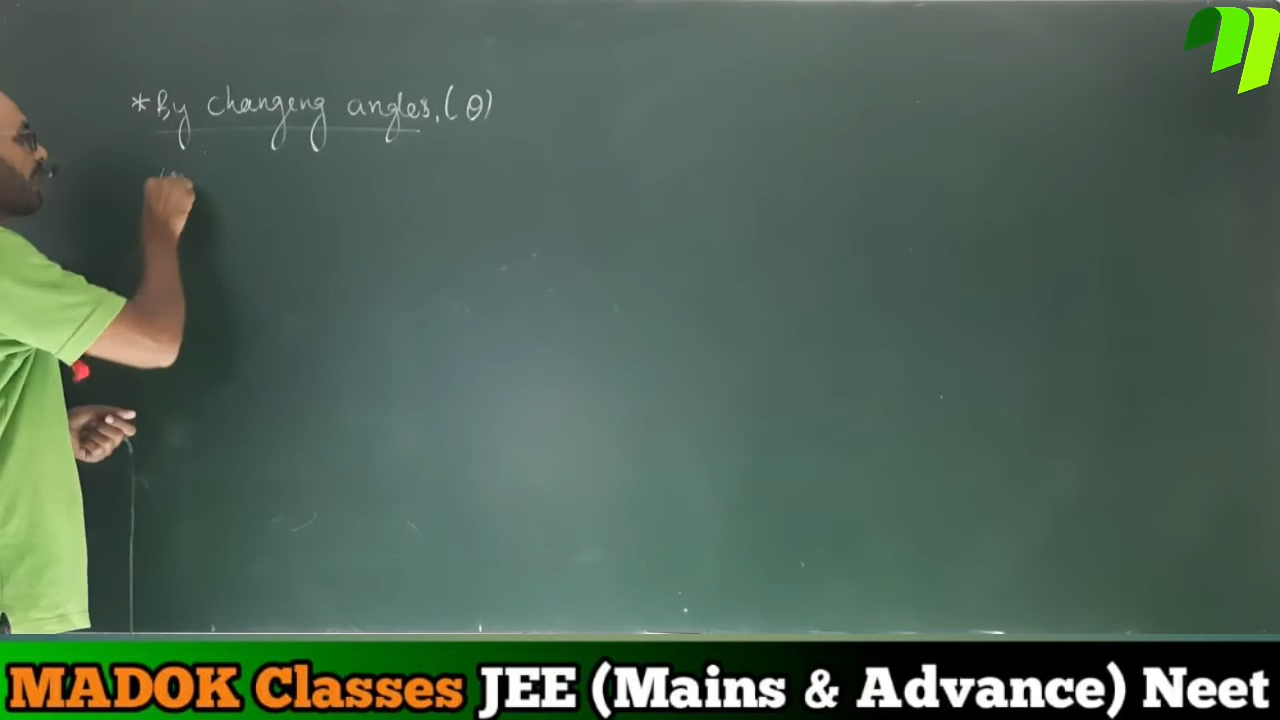 *By changeng angles, (θ)
MADOK Classes JEE (Mains & Advance) Neet